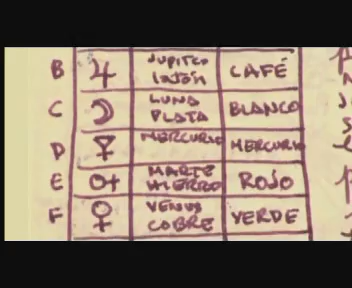 B ♃ JUPITER LATÓN CAFÉ
C ☽ LUNA PLATA BLANCO
D ☿ MERCURIO MERCURIO
E ♂ MARTE HIERRO ROJO
F ♀ VENUS COBRE VERDE